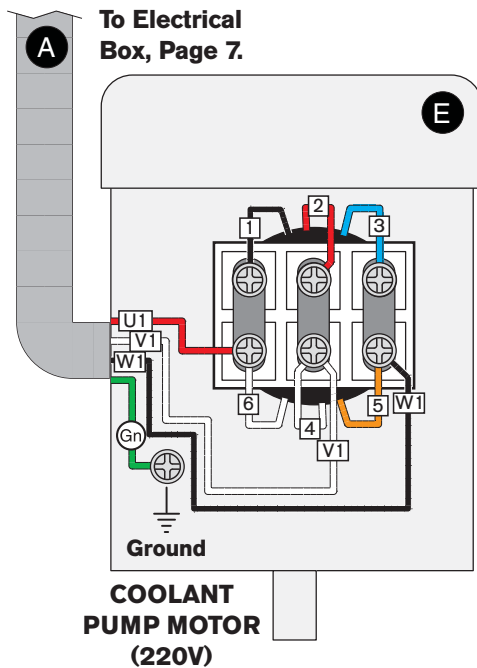 To Electrical
Box, Page 7.
A
E
2
1
3
U1
V1
W1
6
5
W1
4
Gn
V1
Ground
COOLANT
PUMP MOTOR
(220V)